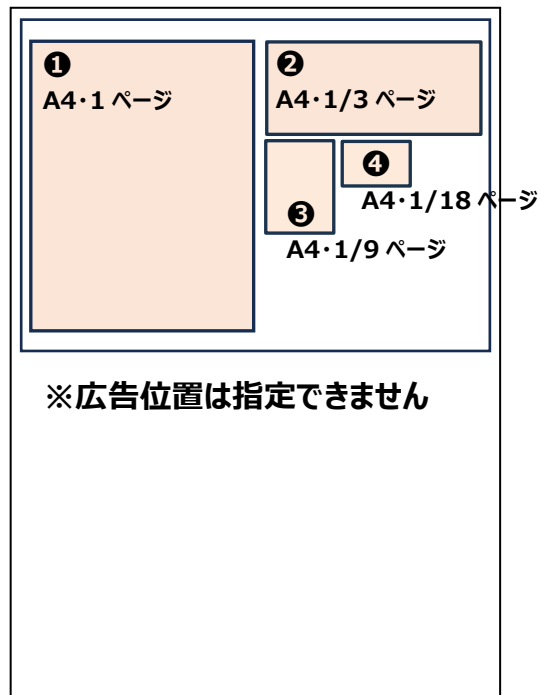 ❶
A4･1 ページ
❷
A4･1/3 ページ
❹
A4･1/18 ページ
❸
A4･1/9 ページ
※広告位置は指定できません